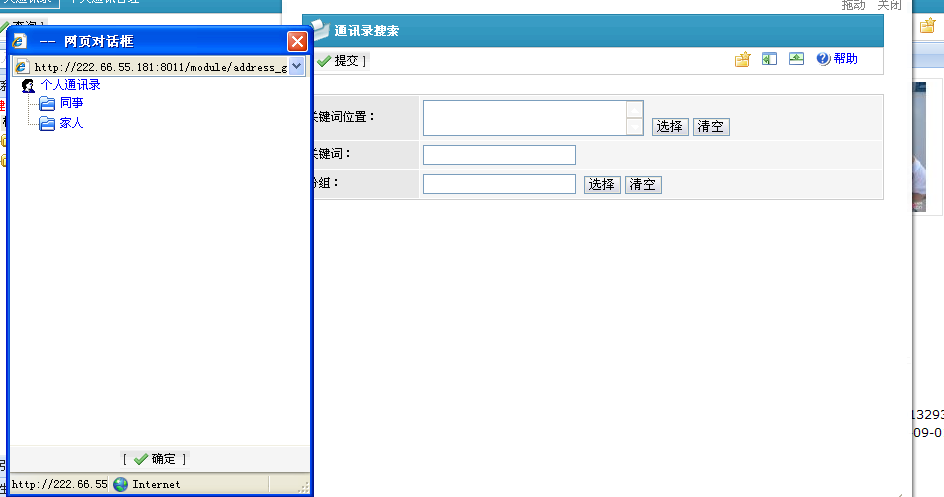 拖动 关闭
查询 ]
-- 网页对话框
http://222.66.55.181:8011/module/address_g
个人通讯录
同事
家人
[ 确定 ]
http://222.66.55 Internet
通讯录搜索
提交 ]
帮助
关键词位置：
选择 清空
关键词：
分组：
选择 清空
13293
09-0